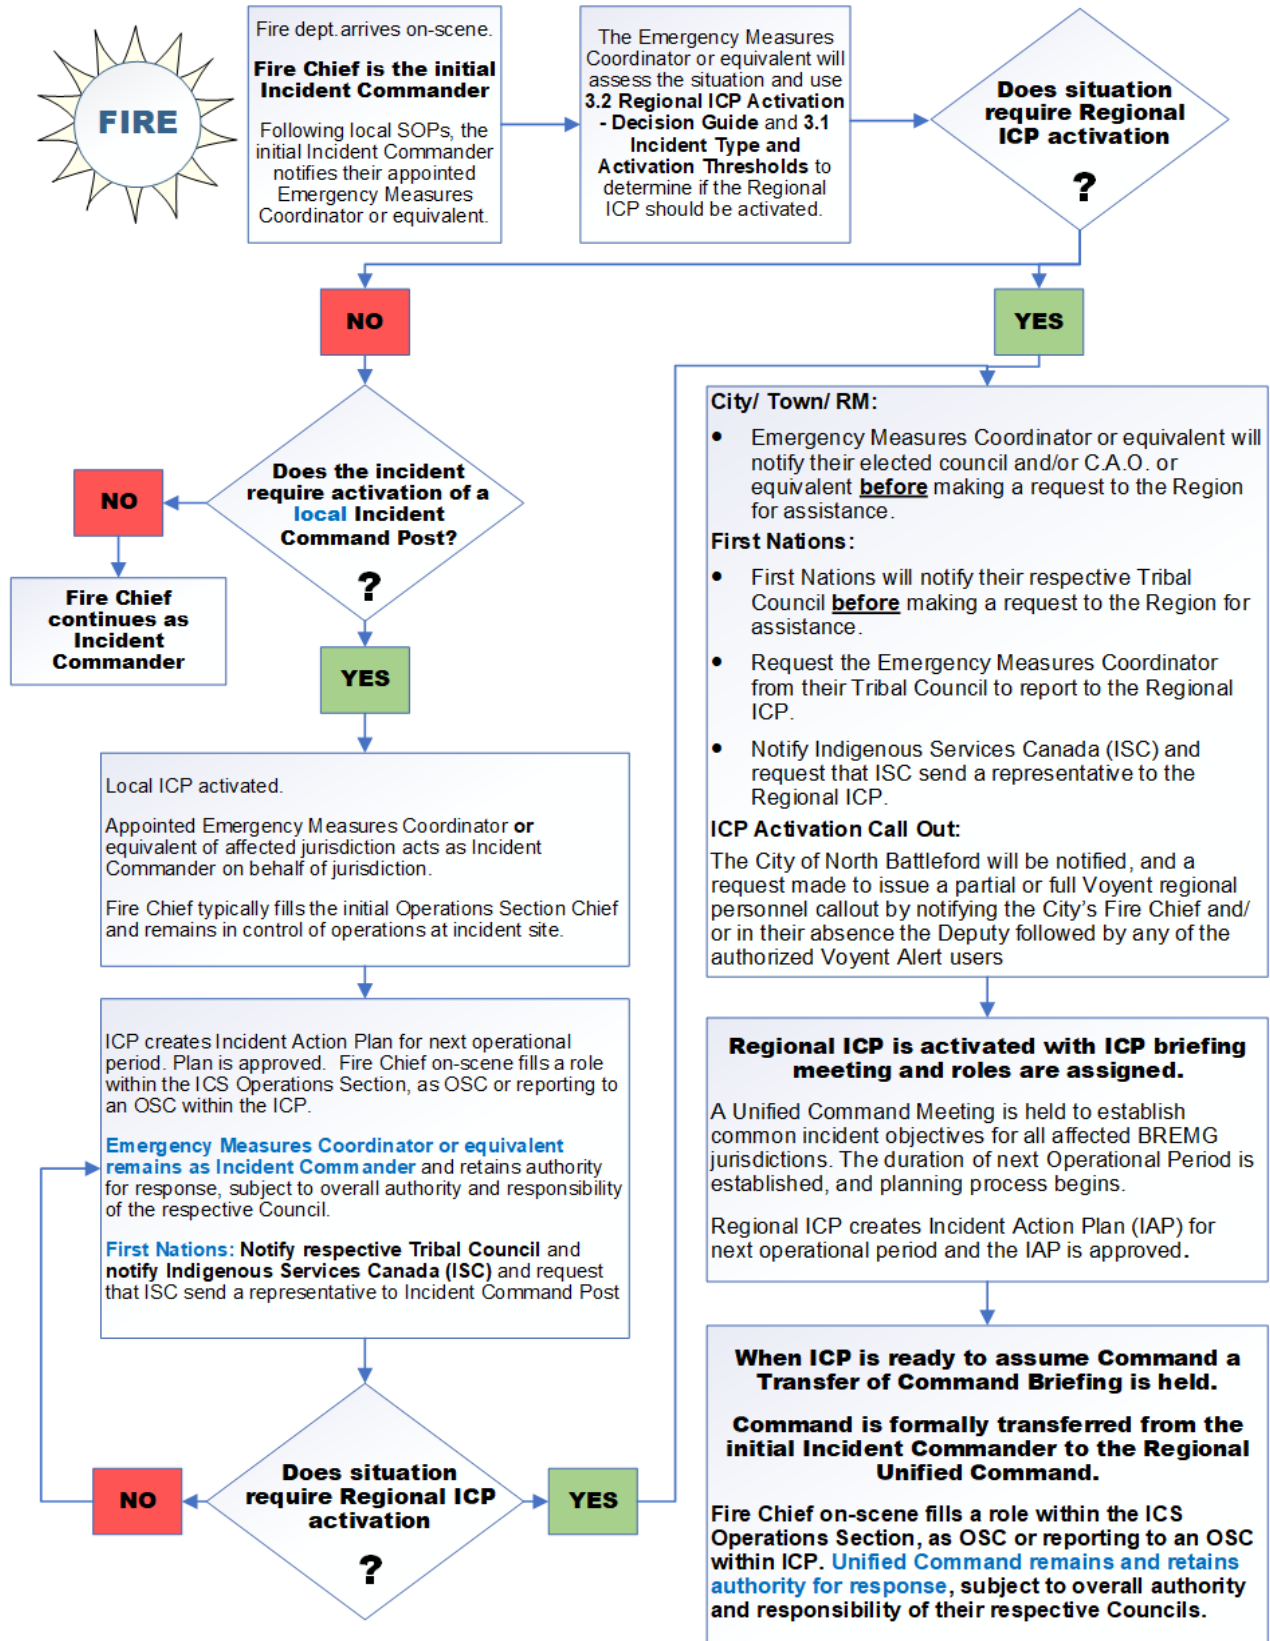 FIRE
Fire dept. arrives on-scene.
Fire Chief is the initial
Incident Commander
Following local SOPs, the
initial Incident Commander
notifies their appointed
Emergency Measures
Coordinator or equivalent.
The Emergency Measures
Coordinator or equivalent will
assess the situation and use
3.2 Regional ICP Activation
- Decision Guide and 3.1
Incident Type and
Activation Thresholds to
determine if the Regional
ICP should be activated.
Does situation
require Regional
ICP activation
?
NO
YES
Does the incident
require activation of a
local Incident
Command Post?
?
NO
Fire Chief
continues as
Incident
Commander
YES
Local ICP activated.
Appointed Emergency Measures Coordinator or
equivalent of affected jurisdiction acts as Incident
Commander on behalf of jurisdiction.
Fire Chief typically fills the initial Operations Section Chief
and remains in control of operations at incident site.
ICP creates Incident Action Plan for next operational
period. Plan is approved. Fire Chief on-scene fills a role
within the ICS Operations Section, as OSC or reporting to
an OSC within the ICP.
Emergency Measures Coordinator or equivalent
remains as Incident Commander and retains authority
for response, subject to overall authority and responsibility
of the respective Council.
First Nations: Notify respective Tribal Council and
notify Indigenous Services Canada (ISC) and request
that ISC send a representative to Incident Command Post
Does situation
require Regional ICP
activation
?
NO
YES
City/ Town/ RM:
• Emergency Measures Coordinator or equivalent will
notify their elected council and/or C.A.O. or
equivalent before making a request to the Region
for assistance.
First Nations:
• First Nations will notify their respective Tribal
Council before making a request to the Region for
assistance.
• Request the Emergency Measures Coordinator
from their Tribal Council to report to the Regional
ICP.
• Notify Indigenous Services Canada (ISC) and
request that ISC send a representative to the
Regional ICP.
ICP Activation Call Out:
The City of North Battleford will be notified, and a
request made to issue a partial or full Voyent regional
personnel callout by notifying the City's Fire Chief and/
or in their absence the Deputy followed by any of the
authorized Voyent Alert users
Regional ICP is activated with ICP briefing
meeting and roles are assigned.
A Unified Command Meeting is held to establish
common incident objectives for all affected BREMG
jurisdictions. The duration of next Operational Period is
established, and planning process begins.
Regional ICP creates Incident Action Plan (IAP) for
next operational period and the IAP is approved.
When ICP is ready to assume Command a
Transfer of Command Briefing is held.
Command is formally transferred from the
initial Incident Commander to the Regional
Unified Command.
Fire Chief on-scene fills a role within the ICS
Operations Section, as OSC or reporting to an OSC
within ICP. Unified Command remains and retains
authority for response, subject to overall authority
and responsibility of their respective Councils.